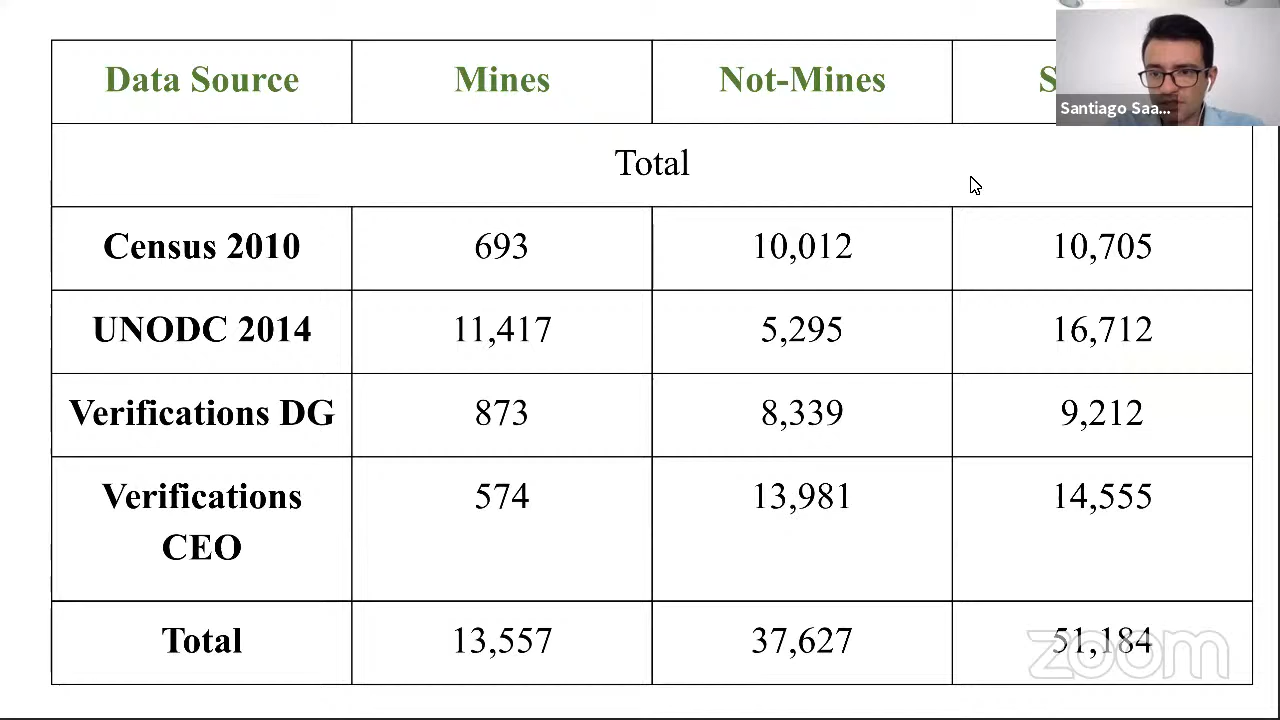 Data Source Mines Not-Mines
Santiago Saa...
Total
Census 2010 693 10,012 10,705
UNODC 2014 11,417 5,295 16,712
Verifications DG 873 8,339 9,212
Verifications 574 13,981 14,555
CEO
Total 13,557 37,627 51,184
zoom